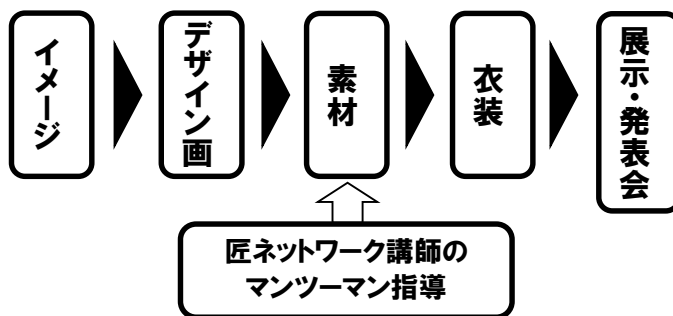 イメージ
デザイン画
素材
衣装
展示・発表会
匠ネットワーク講師の
マンツーマン指導